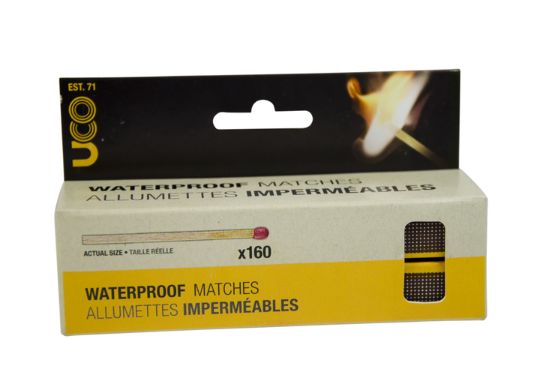 EST. 71
UCO
WATERPROOF MATCHES
ALLUMETTES IMPERMÉABLES
x160
ACTUAL SIZE • TAILLE RÉELLE
WATERPROOF MATCHES
ALLUMETTES IMPERMÉABLES